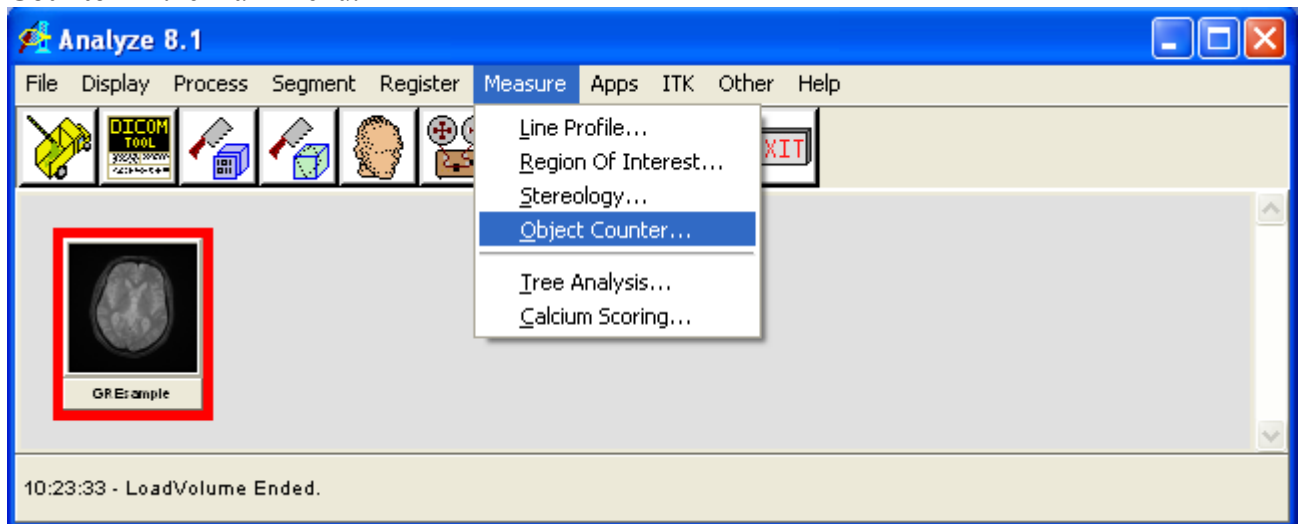 Analyze 8.1
File Display Process Segment Register Measure Apps ITK Other Help
DICOM
TOOL
XIT
Line Profile...
Region Of Interest...
Stereology...
Object Counter...
Tree Analysis...
Calcium Scoring...
GREsample
10:23:33 - LoadVolume Ended.